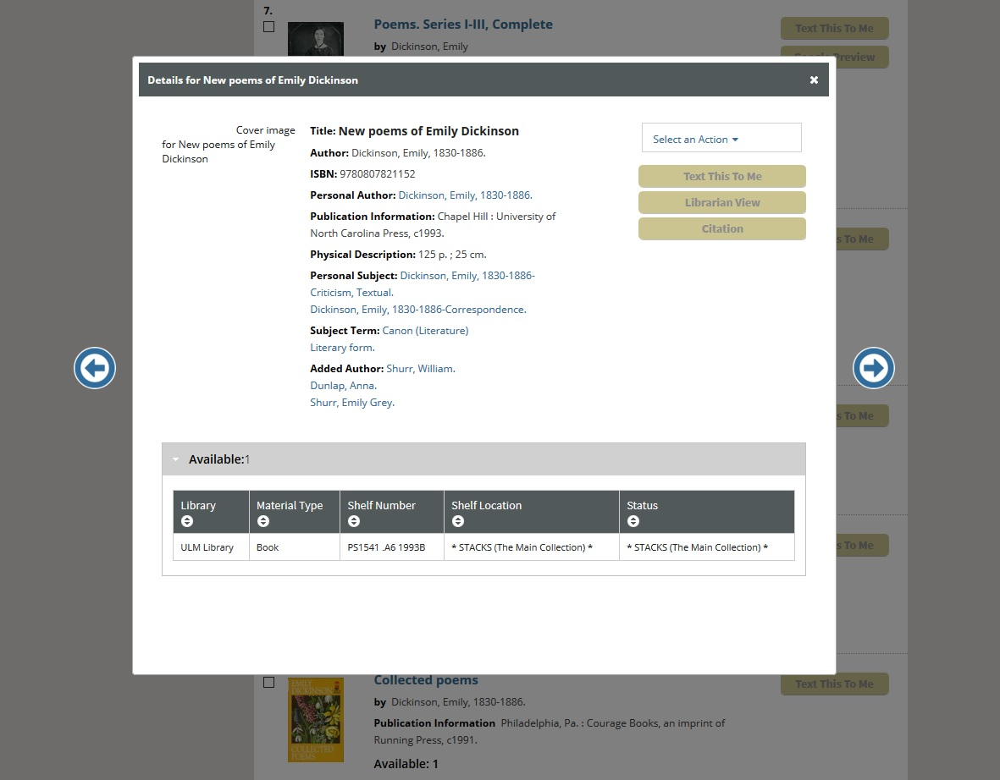 7.
Poems. Series I-III, Complete
Text This To Me
by Dickinson, Emily
Preview
Details for New poems of Emily Dickinson
Cover image
for New poems of Emily
Dickinson
Title: New poems of Emily Dickinson
Author: Dickinson, Emily, 1830-1886.
ISBN: 9780807821152
Personal Author: Dickinson, Emily, 1830-1886.
Publication Information: Chapel Hill : University of
North Carolina Press, c1993.
Physical Description: 125 p. ; 25 cm.
Personal Subject: Dickinson, Emily, 1830-1886-
Criticism, Textual.
Dickinson, Emily, 1830-1886-Correspondence.
Subject Term: Canon (Literature)
Literary form.
Added Author: Shurr, William.
Dunlap, Anna.
Shurr, Emily Grey.
Select an Action
Text This To Me
Librarian View
Citation
s To Me
s To Me
s To Me
Available:1
Library Material Type Shelf Number Shelf Location Status
ULM Library Book PS1541 .A6 1993B * STACKS (The Main Collection) * * STACKS (The Main Collection) *
EMILY
DICKINSON
COLLECTED
POEMS
Collected poems
Text This To Me
by Dickinson, Emily, 1830-1886.
Publication Information Philadelphia, Pa. : Courage Books, an imprint of
Running Press, c1991.
Available: 1